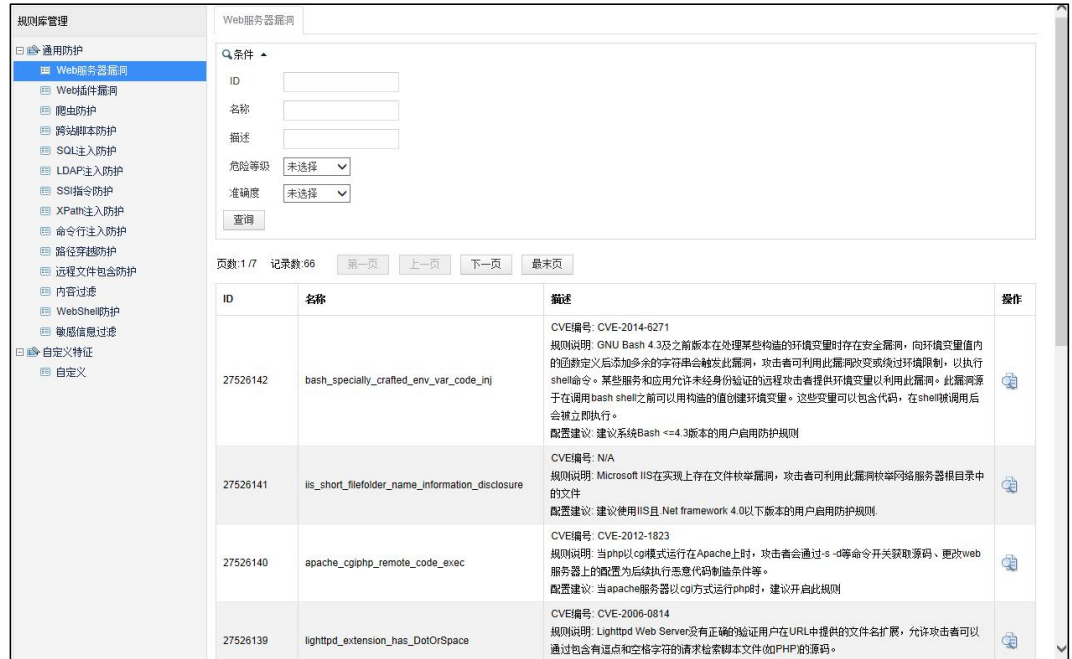 规则库管理
通用防护
Web服务器漏洞
Web插件漏洞
爬虫防护
跨站脚本防护
SQL注入防护
LDAP注入防护
SSI指令防护
XPath注入防护
命令行注入防护
路径穿越防护
远程文件包含防护
内容过滤
WebShell防护
敏感信息过滤
自定义特征
自定义
Web服务器漏洞
条件
ID
名称
描述
危险等级 未选择
准确度 未选择
查询
页数:1 /7 记录数:66 第一页 上一页 下一页 最末页
ID 名称 描述 操作
27526142 bash_specially_crafted_env_var_code_inj
CVE编号: CVE-2014-6271
规则说明: GNU Bash 4.3及之前版本在处理某些构造的环境变量时存在安全漏洞，向环境变量值内
的函数定义后添加多余的字符串会触发此漏洞，攻击者可利用此漏洞改变或绕过环境限制，以执行
shell命令。某些服务和应用允许未经身份验证的远程攻击者提供环境变量以利用此漏洞。此漏洞源
于在调用bash shell之前可以用构造的值创建环境变量。这些变量可以包含代码，在shell被调用后
会被立即执行。
配置建议: 建议系统Bash <=4.3版本的用户启用防护规则
27526141 iis_short_filefolder_name_information_disclosure
CVE编号: N/A
规则说明: Microsoft IIS在实现上存在文件枚举漏洞，攻击者可利用此漏洞枚举网络服务器根目录中
的文件
配置建议: 建议使用IIS且.Net framework 4.0以下版本的用户启用防护规则.
27526140 apache_cgiphp_remote_code_exec
CVE编号: CVE-2012-1823
规则说明: 当php以cgi模式运行在Apache上时，攻击者会通过-s -d等命令开关获取源码、更改web
服务器上的配置为后续执行恶意代码制造条件等。
配置建议: 当apache服务器以cgi方式运行php时，建议开启此规则
27526139 lighttpd_extension_has_DotOrSpace
CVE编号: CVE-2006-0814
规则说明: Lighttpd Web Server没有正确的验证用户在URL中提供的文件名扩展，允许攻击者可以
通过包含有逗点和空格字符的请求检索脚本文件(如PHP)的源码。